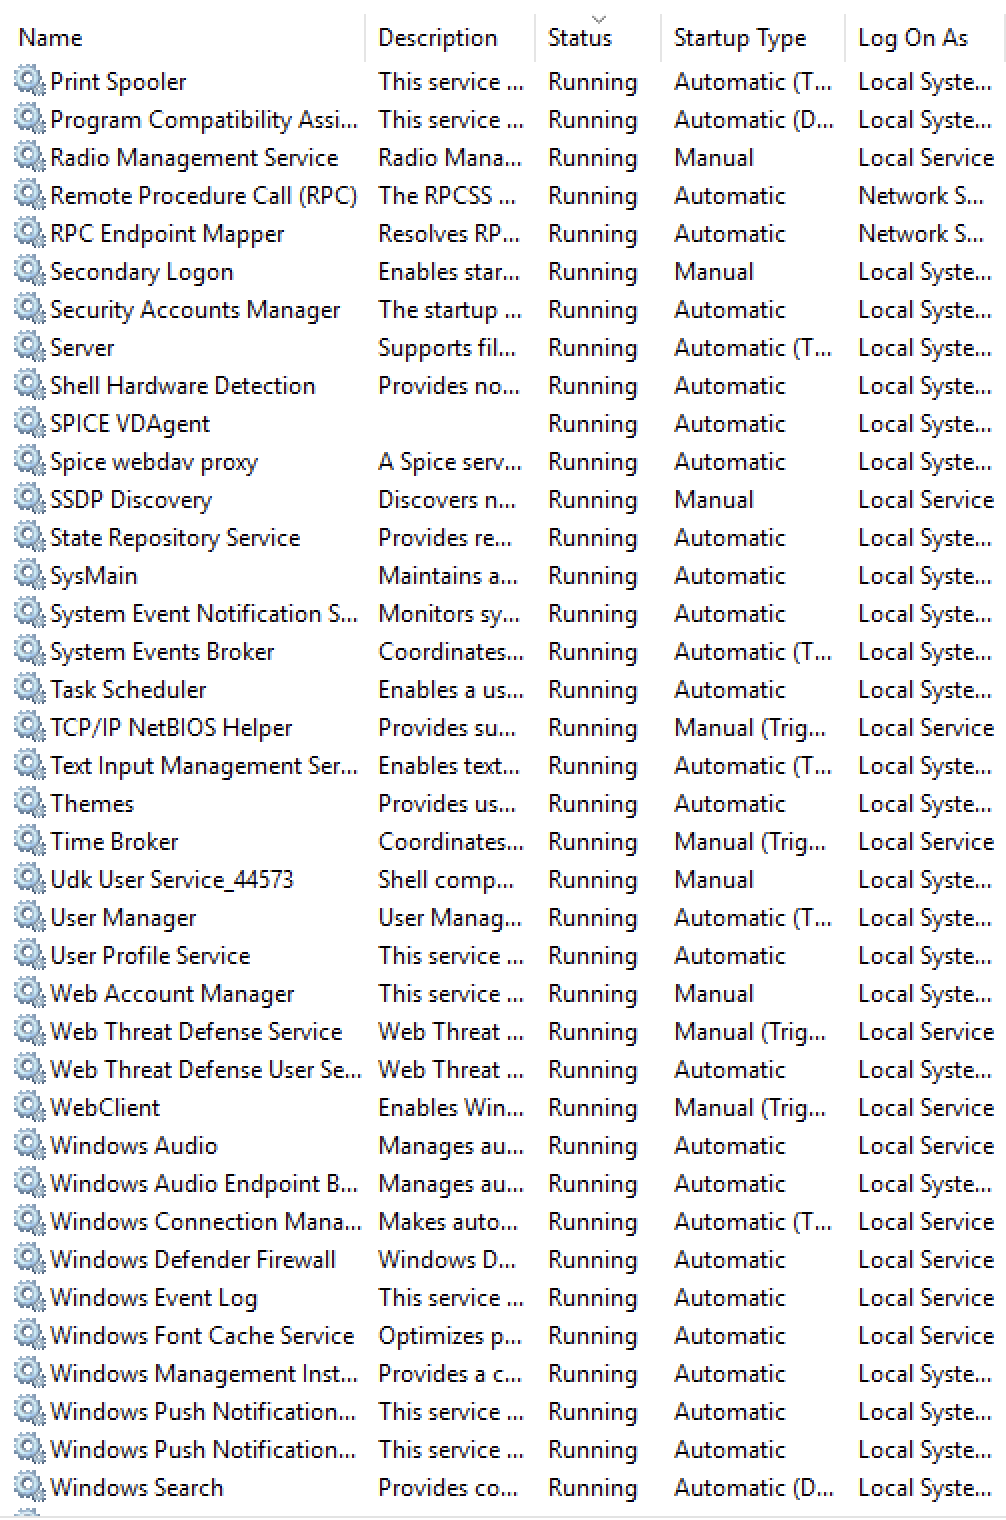 Name Description Status Startup Type Log On As
Print Spooler This service ... Running Automatic (T... Local Syste...
Program Compatibility Assi... This service ... Running Automatic (D... Local Syste...
Radio Management Service Radio Mana... Running Manual Local Service
Remote Procedure Call (RPC) The RPCSS ... Running Automatic Network S...
RPC Endpoint Mapper Resolves RP... Running Automatic Network S...
Secondary Logon Enables star... Running Manual Local Syste...
Security Accounts Manager The startup ... Running Automatic Local Syste...
Server Supports fil... Running Automatic (T... Local Syste...
Shell Hardware Detection Provides no... Running Automatic Local Syste...
SPICE VDAgent Running Automatic Local Syste...
Spice webdav proxy A Spice serv... Running Automatic Local Syste...
SSDP Discovery Discovers n... Running Manual Local Service
State Repository Service Provides re... Running Automatic Local Syste...
SysMain Maintains a... Running Automatic Local Syste...
System Event Notification S... Monitors sy... Running Automatic Local Syste...
System Events Broker Coordinates... Running Automatic (T... Local Syste...
Task Scheduler Enables a us... Running Automatic Local Syste...
TCP/IP NetBIOS Helper Provides su... Running Manual (Trig... Local Service
Text Input Management Ser... Enables text... Running Automatic (T... Local Syste...
Themes Provides us... Running Automatic Local Syste...
Time Broker Coordinates... Running Manual (Trig... Local Service
Udk User Service_44573 Shell comp... Running Manual Local Syste...
User Manager User Manag... Running Automatic (T... Local Syste...
User Profile Service This service ... Running Automatic Local Syste...
Web Account Manager This service ... Running Manual Local Syste...
Web Threat Defense Service Web Threat ... Running Manual (Trig... Local Service
Web Threat Defense User Se... Web Threat ... Running Automatic Local Syste...
WebClient Enables Win... Running Manual (Trig... Local Service
Windows Audio Manages au... Running Automatic Local Service
Windows Audio Endpoint B... Manages au... Running Automatic Local Syste...
Windows Connection Mana... Makes auto... Running Automatic (T... Local Service
Windows Defender Firewall Windows D... Running Automatic Local Service
Windows Event Log This service ... Running Automatic Local Service
Windows Font Cache Service Optimizes p... Running Automatic Local Service
Windows Management Inst... Provides a c... Running Automatic Local Syste...
Windows Push Notification... This service ... Running Automatic Local Syste...
Windows Push Notification... This service ... Running Automatic Local Syste...
Windows Search Provides co... Running Automatic (D... Local Syste...